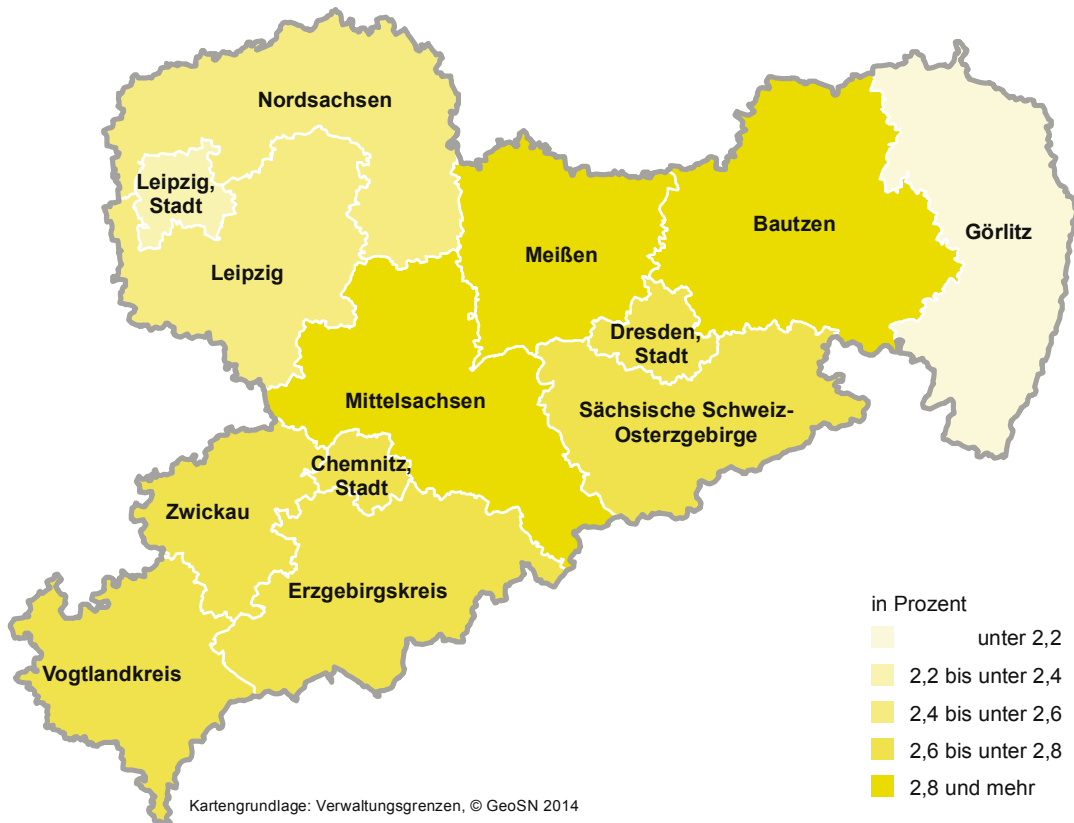 Nordsachsen
Leipzig,
Stadt
Leipzig
Meißen
Bautzen
Görlitz
Dresden,
Stadt
Mittelsachsen
Sächsische Schweiz-
Osterzgebirge
Chemnitz,
Stadt
Zwickau
Erzgebirgskreis
Vogtlandkreis
in Prozent
unter 2,2
2,2 bis unter 2,4
2,4 bis unter 2,6
2,6 bis unter 2,8
2,8 und mehr
Kartengrundlage: Verwaltungsgrenzen, © GeoSN 2014